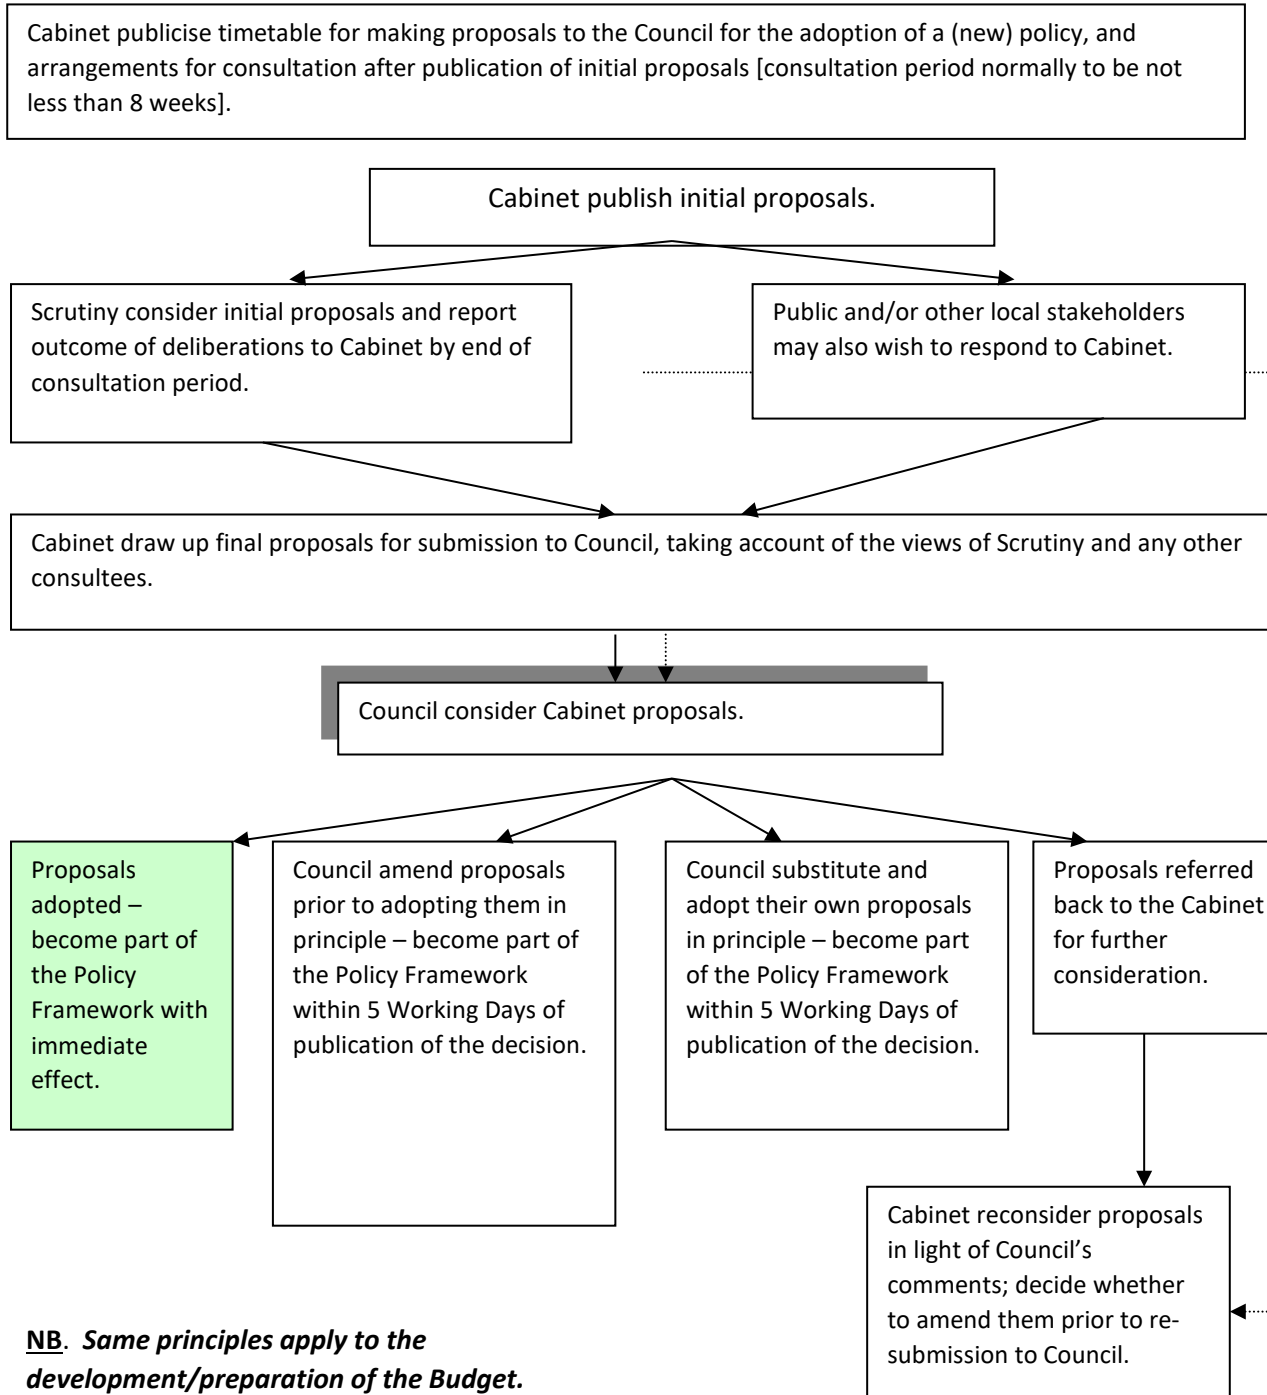 Cabinet publicise timetable for making proposals to the Council for the adoption of a (new) policy, and
arrangements for consultation after publication of initial proposals [consultation period normally to be not
less than 8 weeks].
Cabinet publish initial proposals.
Scrutiny consider initial proposals and report
outcome of deliberations to Cabinet by end of
consultation period.
Public and/or other local stakeholders
may also wish to respond to Cabinet.
Cabinet draw up final proposals for submission to Council, taking account of the views of Scrutiny and any other
consultees.
Council consider Cabinet proposals.
Proposals
adopted –
become part of
the Policy
Framework with
immediate
effect.
Council amend proposals
prior to adopting them in
principle – become part of
the Policy Framework
within 5 Working Days of
publication of the decision.
Council substitute and
adopt their own proposals
in principle – become part
of the Policy Framework
within 5 Working Days of
publication of the decision.
Proposals referred
back to the Cabinet
for further
consideration.
Cabinet reconsider proposals
in light of Council’s
comments; decide whether
to amend them prior to re-
submission to Council.
NB. Same principles apply to the
development/preparation of the Budget.